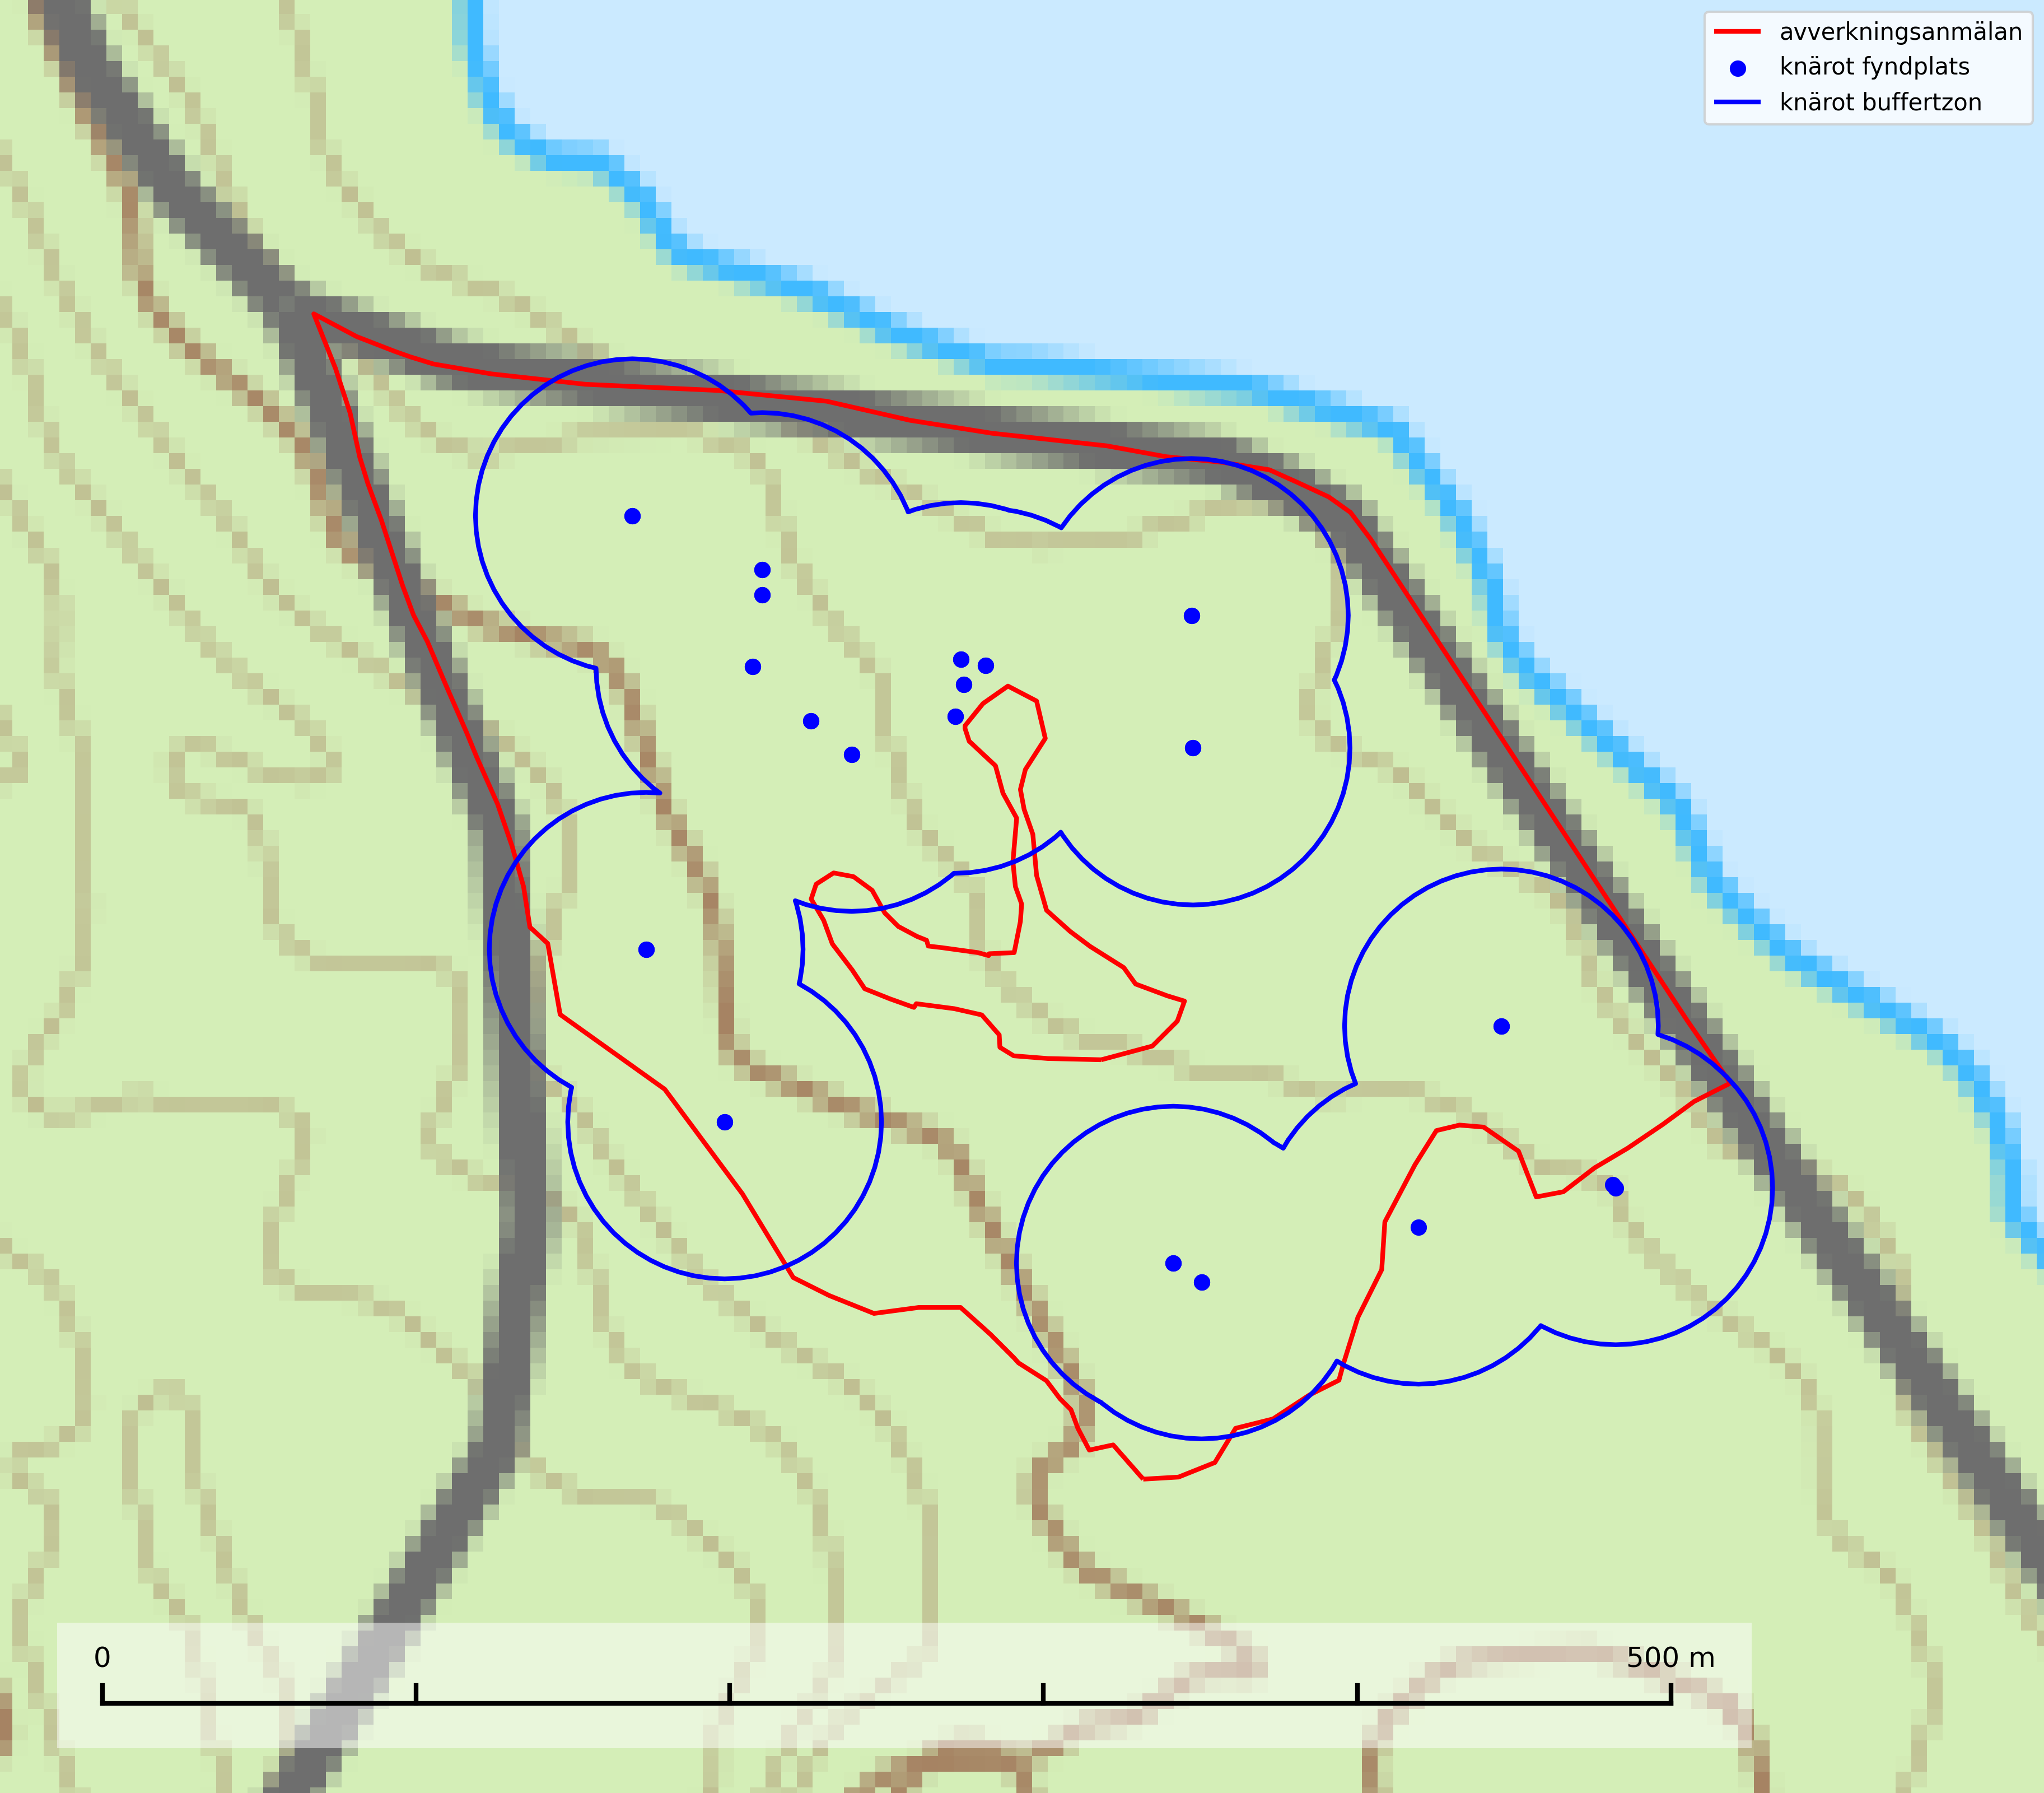 avverkningsanmälan
knärot fyndplats
knärot buffertzon
0
500 m